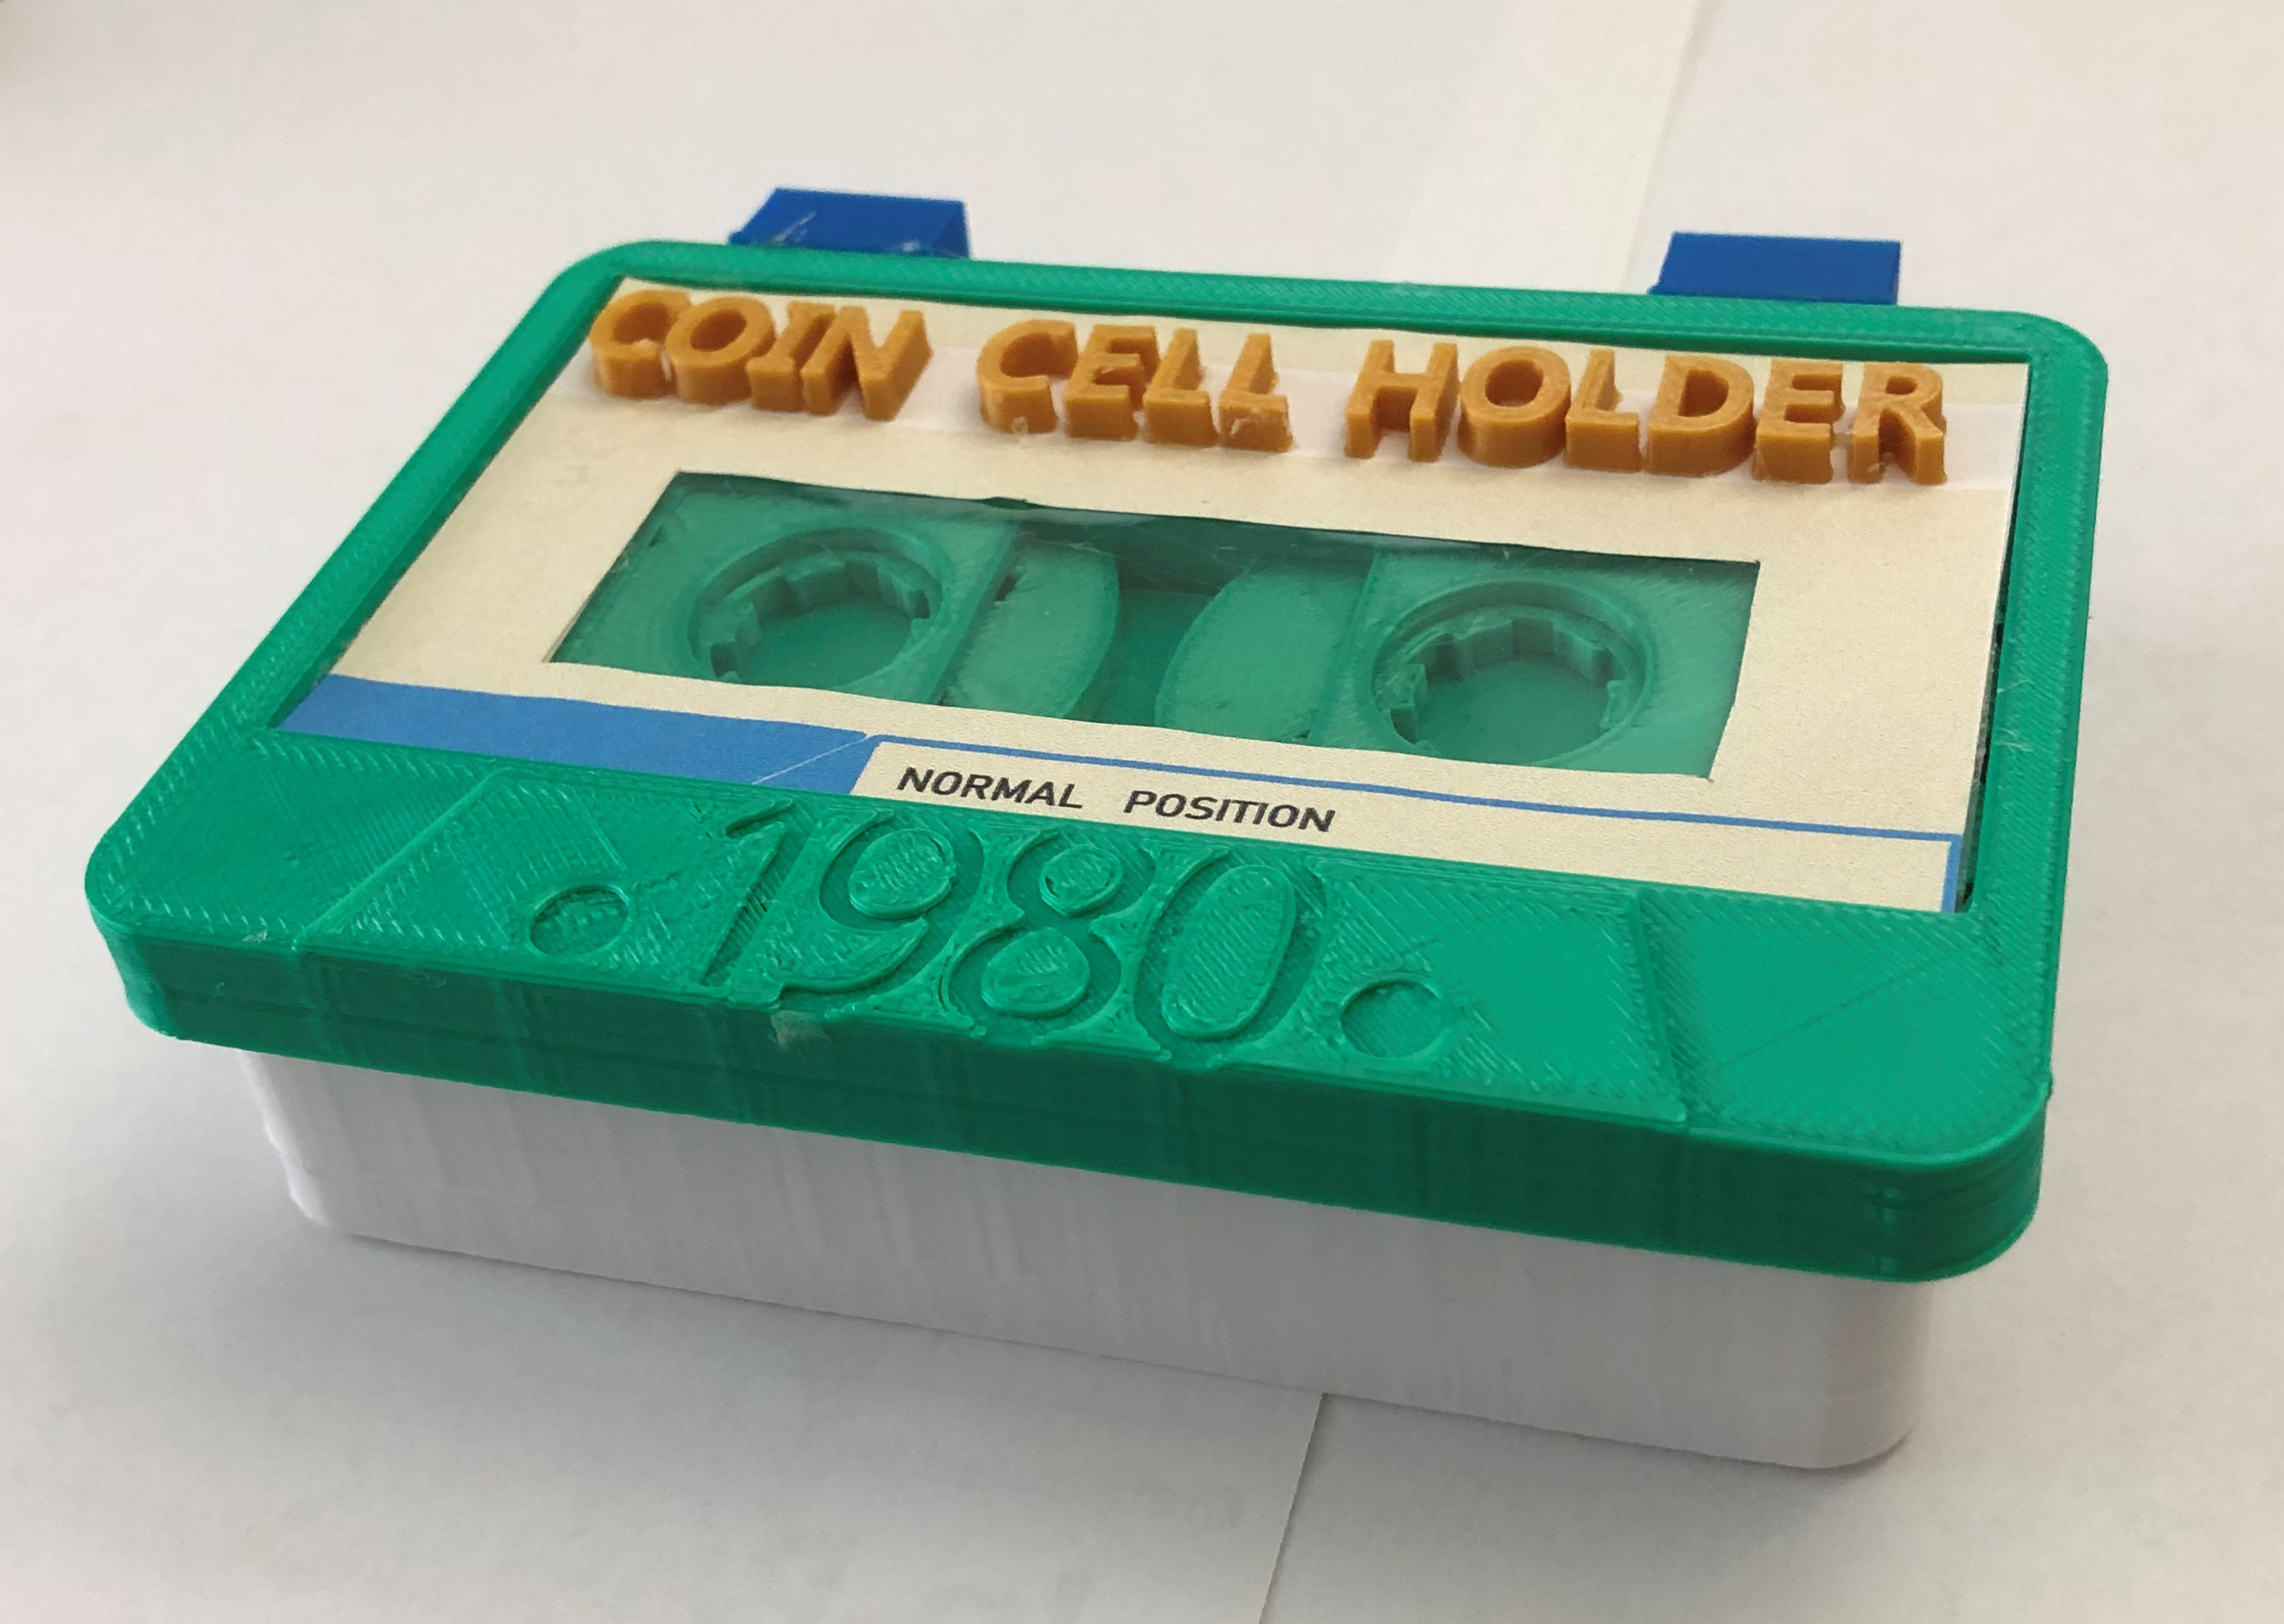 COIN CELL HOLDER
NORMAL POSITION
1980